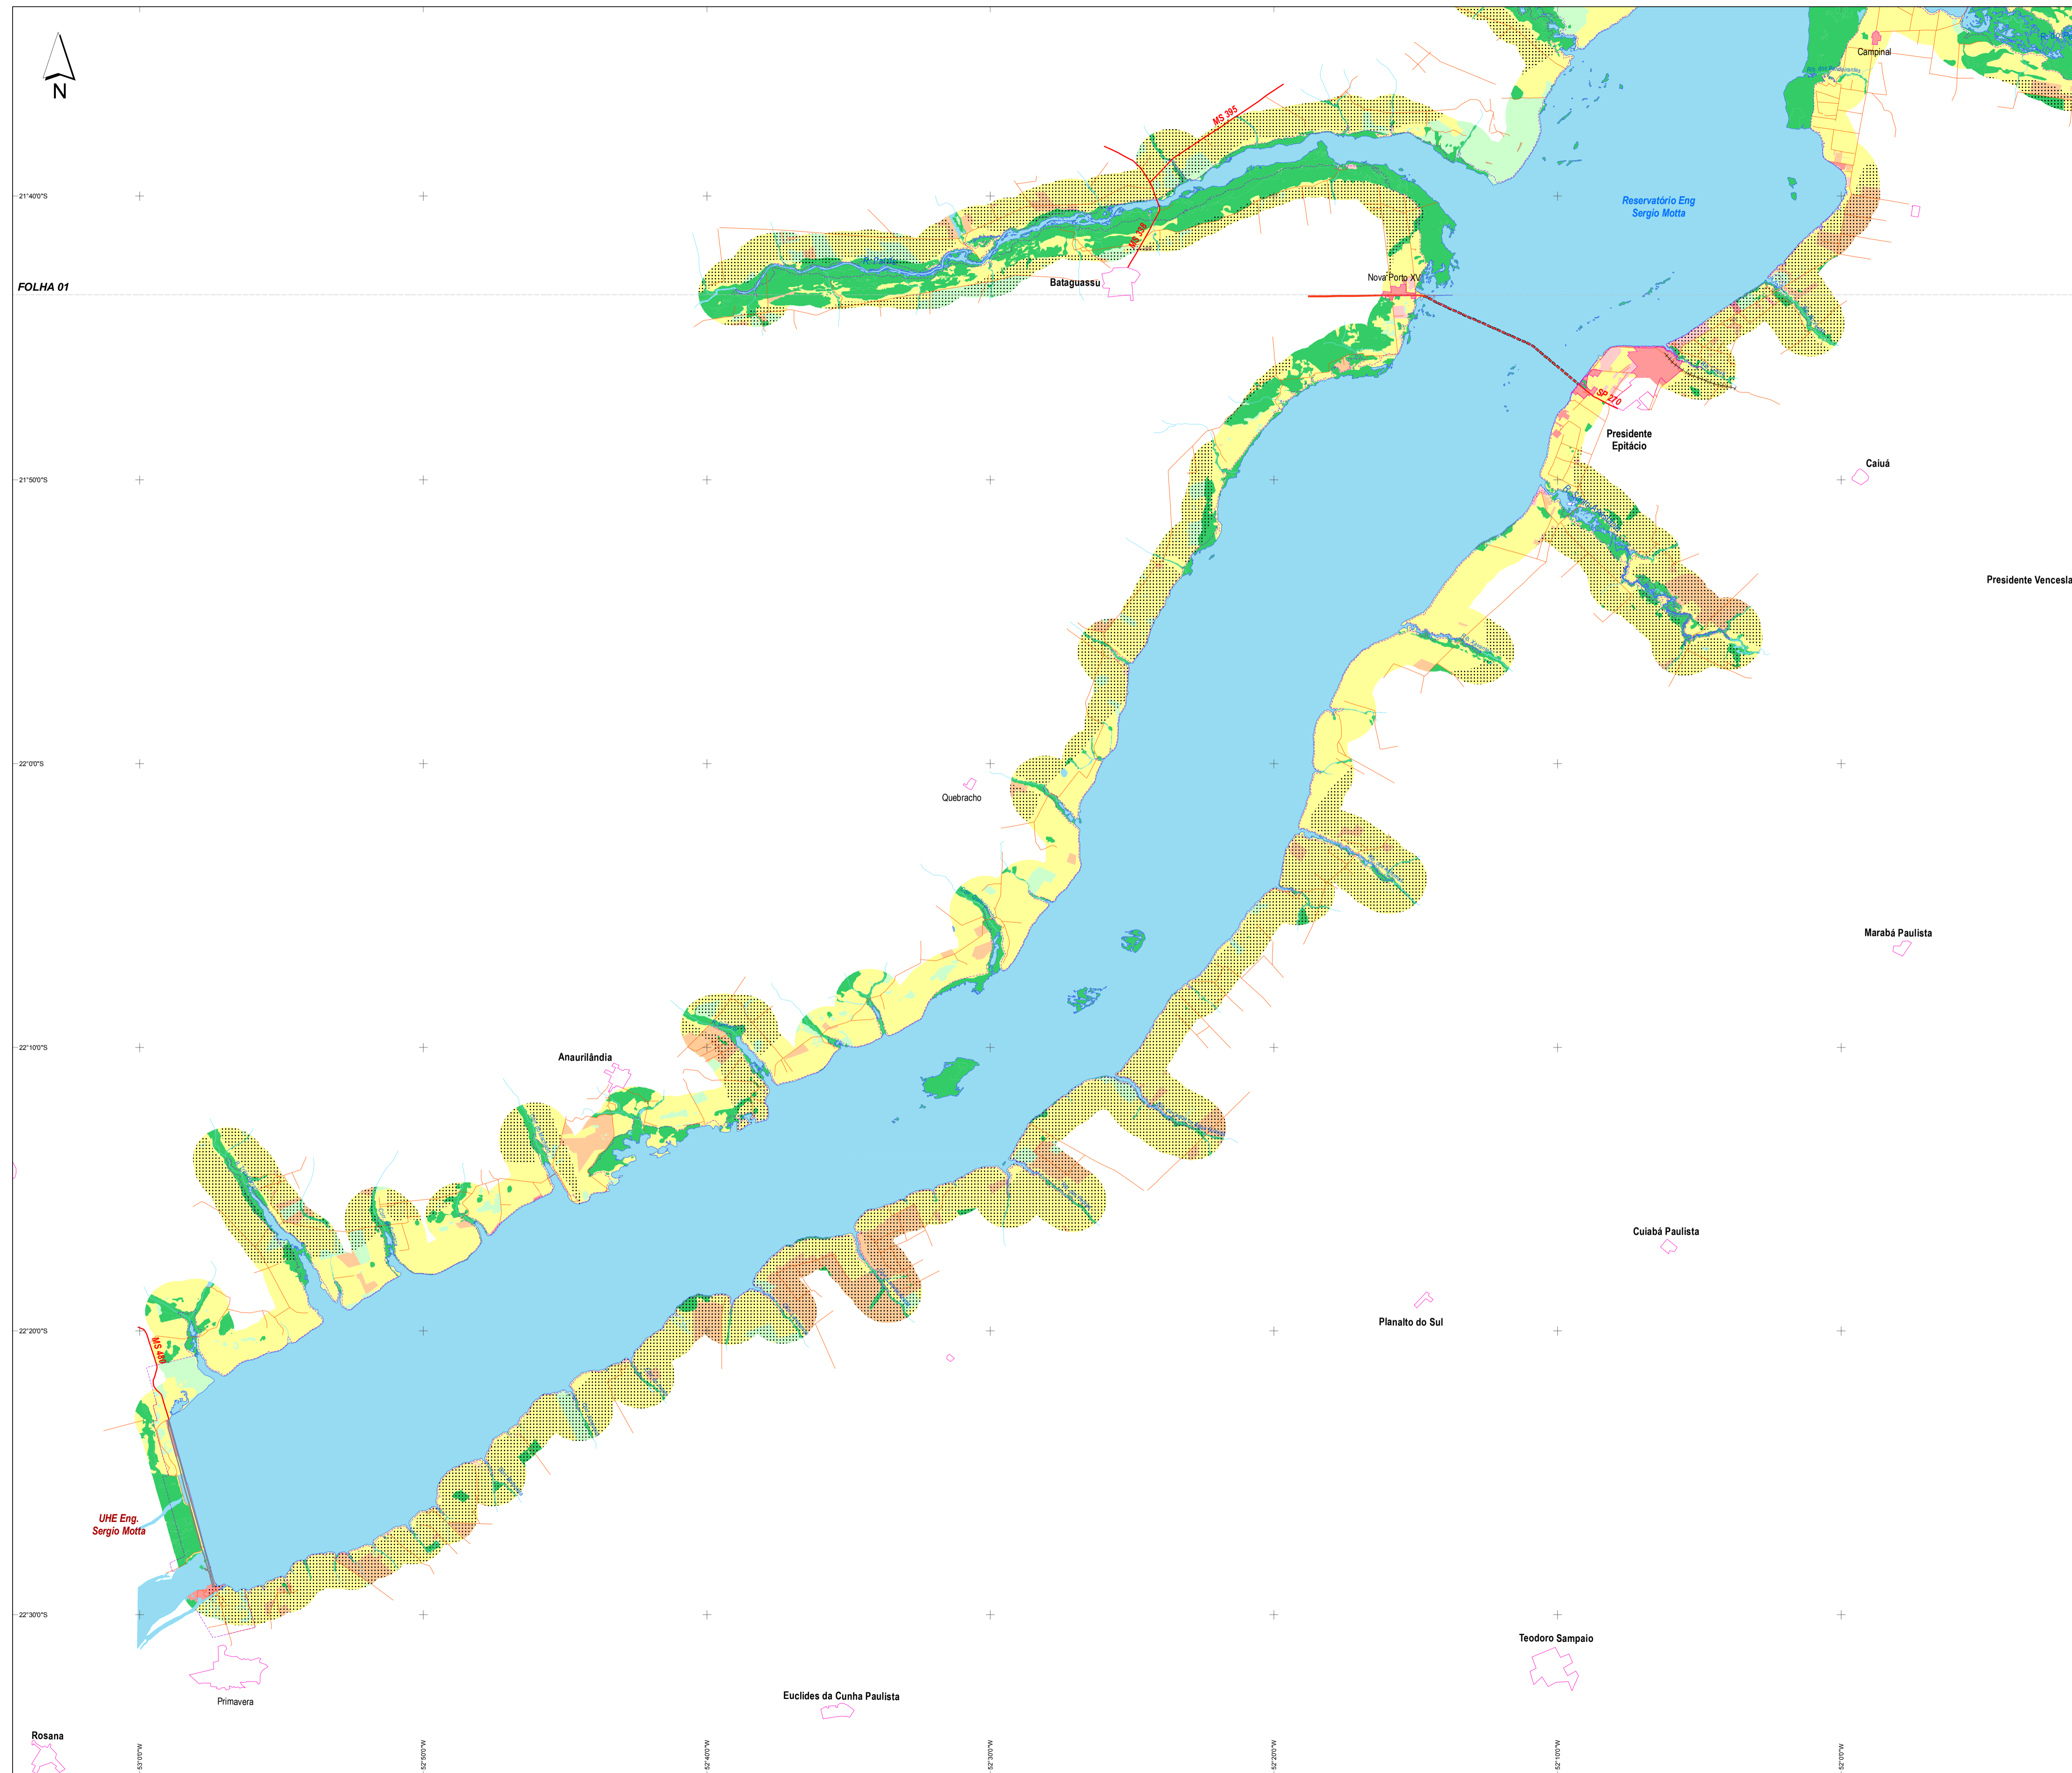 N
Campinal
MS 395
21°40'0"S
Reservatório Eng
Sergio Motta
MS 338
R. Pardo
Bataguassu
Nova Porto XV
FOLHA 01
SP 270
Presidente
Epitácio
Caiuá
21°50'0"S
Presidente Vencesla
22°0'0"S
Quebracho
Marabá Paulista
22°10'0"S
Anaurilândia
Cuiabá Paulista
22°20'0"S
MS 480
Planalto do Sul
UHE Eng.
Sergio Motta
22°30'0"S
Primavera
Teodoro Sampaio
Euclides da Cunha Paulista
Rosana
53°0'0"W
52°50'0"W
52°40'0"W
52°30'0"W
52°20'0"W
52°10'0"W
52°0'0"W